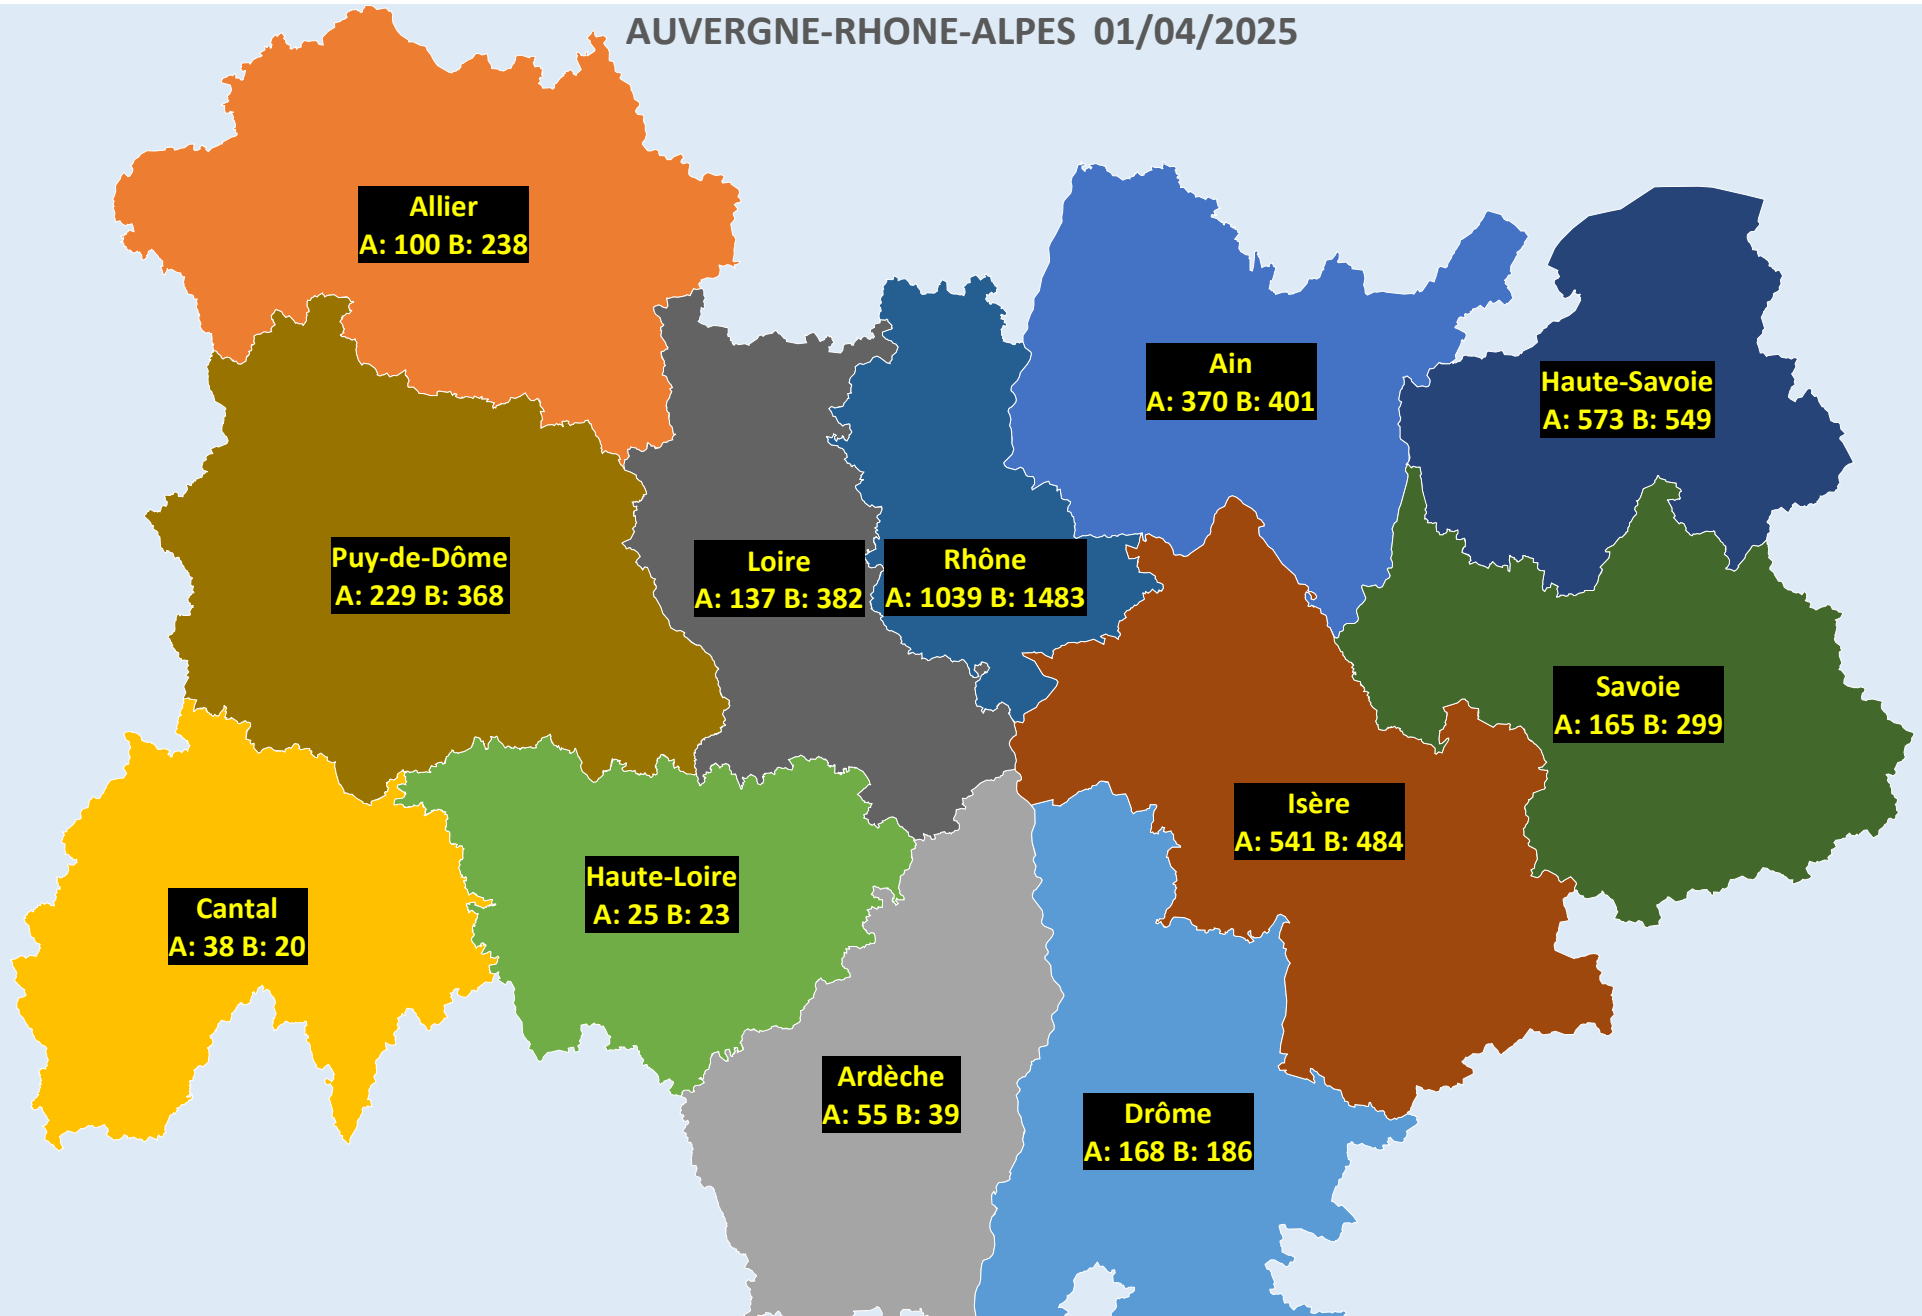 AUVERGNE-RHONE-ALPES 01/04/2025
Allier
A: 100 B: 238
Ain
A: 370 B: 401
Haute-Savoie
A: 573 B: 549
Puy-de-Dôme
A: 229 B: 368
Loire
A: 137 B: 382
Rhône
A: 1039 B: 1483
Savoie
A: 165 B: 299
Isère
A: 541 B: 484
Haute-Loire
A: 25 B: 23
Cantal
A: 38 B: 20
Ardèche
A: 55 B: 39
Drôme
A: 168 B: 186